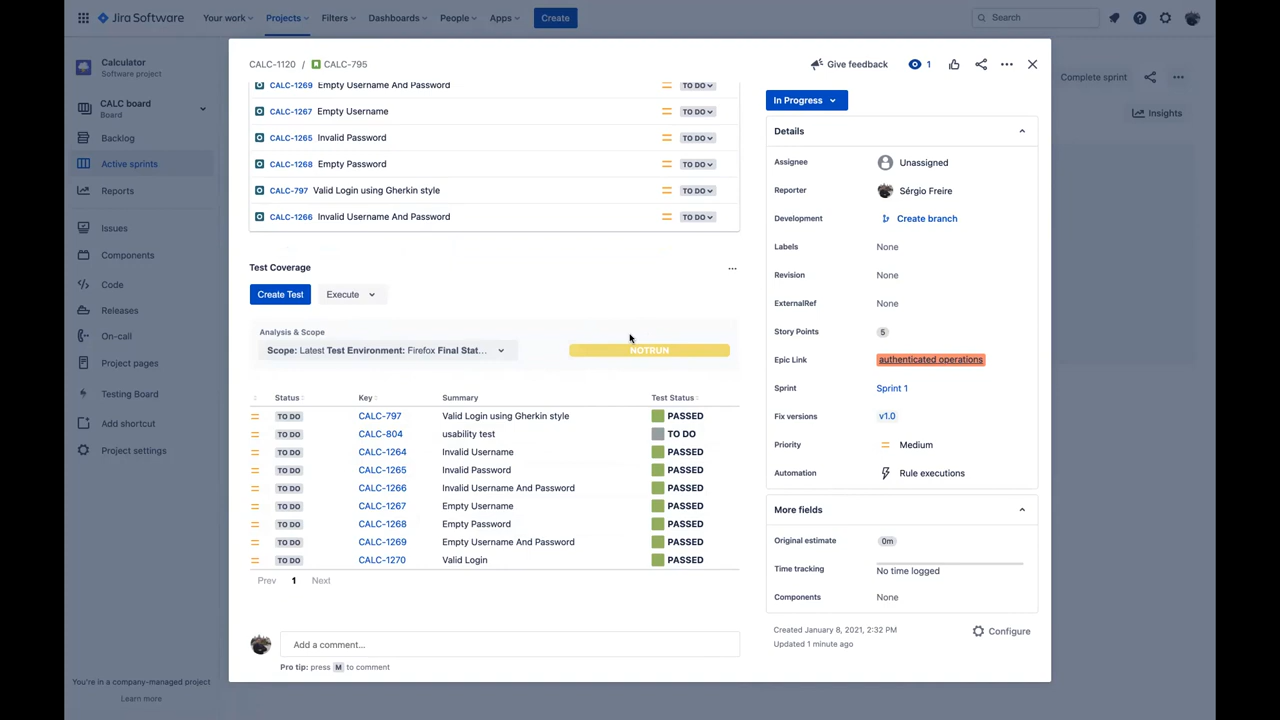 Jira Software
Your work
Projects
Filters
Dashboards
People
Apps
Create
Search
Calculator
Software project
CALC board
Board
Backlog
Active sprints
Reports
Issues
Components
Code
Releases
On-call
Project pages
Testing Board
Add shortcut
Project settings
You're in a company-managed project
Learn more
Complete sprint
Insights
CALC-1120 / CALC-795
Give feedback
1
CALC-1269 Empty Username And Password TO DO
CALC-1267 Empty Username TO DO
CALC-1265 Invalid Password TO DO
CALC-1268 Empty Password TO DO
CALC-797 Valid Login using Gherkin style TO DO
CALC-1266 Invalid Username And Password TO DO
Test Coverage
Create Test
Execute
Analysis & Scope
Scope: Latest Test Environment: Firefox Final Stat...
NOTRUN
Status Key Summary Test Status
TO DO CALC-797 Valid Login using Gherkin style PASSED
TO DO CALC-804 usability test TO DO
TO DO CALC-1264 Invalid Username PASSED
TO DO CALC-1265 Invalid Password PASSED
TO DO CALC-1266 Invalid Username And Password PASSED
TO DO CALC-1267 Empty Username PASSED
TO DO CALC-1268 Empty Password PASSED
TO DO CALC-1269 Empty Username And Password PASSED
TO DO CALC-1270 Valid Login PASSED
Prev 1 Next
Add a comment...
Pro tip: press M to comment
In Progress
Details
Assignee Unassigned
Reporter Sérgio Freire
Development Create branch
Labels None
Revision None
ExternalRef None
Story Points 5
Epic Link authenticated operations
Sprint Sprint 1
Fix versions v1.0
Priority Medium
Automation Rule executions
More fields
Original estimate 0m
Time tracking No time logged
Components None
Created January 8, 2021, 2:32 PM
Updated 1 minute ago
Configure